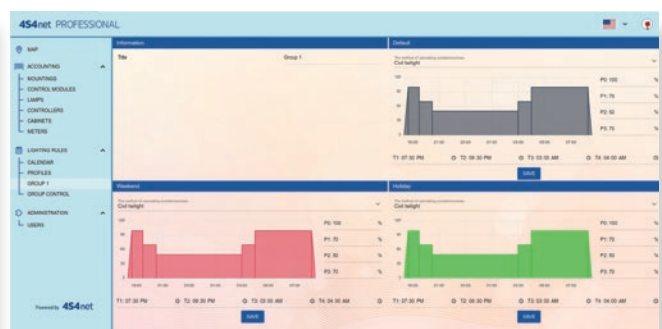 4S4net PROFESSIONAL
MAP
ACCOUNTING
MOUNTINGS
CONTROL MODULES
LAMPS
CONTROLLERS
CABINETS
METERS
LIGHTING RULES
CALENDAR
PROFILES
GROUP 1
GROUP CONTROL
ADMINISTRATION
USERS
Powered by 4S4net
Information
Title Group 1
Default
Civil twilight
P0: 100 %
P1: 70 %
P2: 50 %
P3: 70 %
T1: 07:30 PM T2: 08:30 PM T3: 03:00 AM T4: 04:00 AM
SAVE
Weekend
Civil twilight
P0: 100 %
P1: 70 %
P2: 50 %
P3: 70 %
T1: 07:30 PM T2: 08:30 PM T3: 03:00 AM T4: 04:30 AM
SAVE
Holiday
Civil twilight
P0: 100 %
P1: 70 %
P2: 50 %
P3: 70 %
T1: 07:30 PM T2: 08:30 PM T3: 03:00 AM T4: 04:00 AM
SAVE